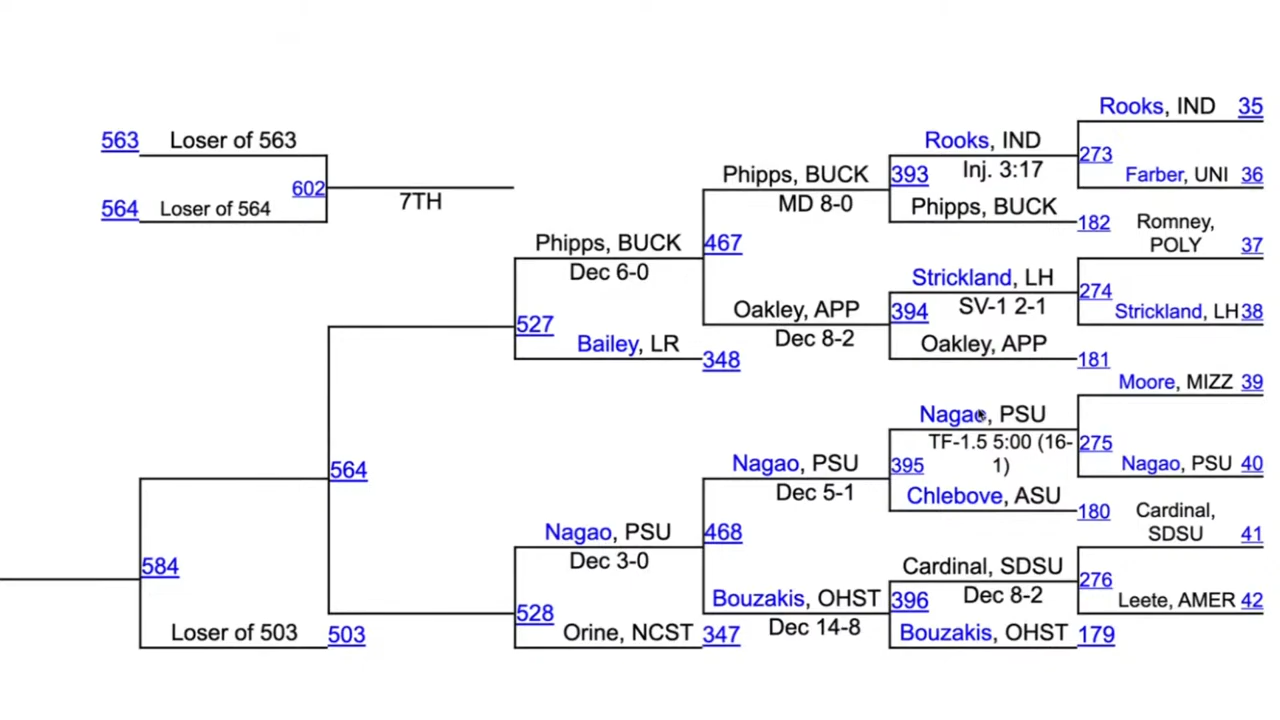 Rooks, IND 35
563 Loser of 563
Rooks, IND
273
Inj. 3:17
Phipps, BUCK
393
Farber, UNI 36
602
MD 8-0
564 Loser of 564
7TH
Phipps, BUCK
182
Romney,
POLY 37
Phipps, BUCK
467
Dec 6-0
Strickland, LH
274
SV-1 2-1
Oakley, APP
394
Strickland, LH 38
527
Dec 8-2
Bailey, LR
348
Oakley, APP
181
Moore, MIZZ 39
Nagao, PSU
TF-1.5 5:00 (16-
1)
275
Nagao, PSU
395
Nagao, PSU 40
564
Dec 5-1
Chlebove, ASU
180
Cardinal,
SDSU 41
Nagao, PSU
468
Dec 3-0
584
Cardinal, SDSU
276
Dec 8-2
Bouzakis, OHST
396
Leete, AMER 42
528
Dec 14-8
Loser of 503
503
Orine, NCST
347
Bouzakis, OHST
179